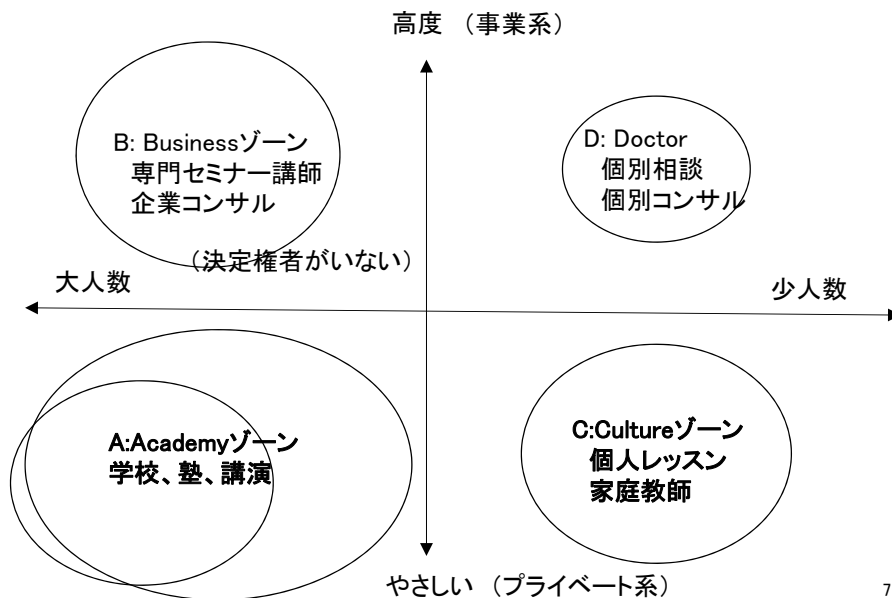 高度 （事業系）
B: Businessゾーン
専門セミナー講師
企業コンサル
（決定権者がいない）
D: Doctor
個別相談
個別コンサル
大人数
少人数
A:Academyゾーン
学校、塾、講演
C:Cultureゾーン
個人レッスン
家庭教師
やさしい （プライベート系）
7